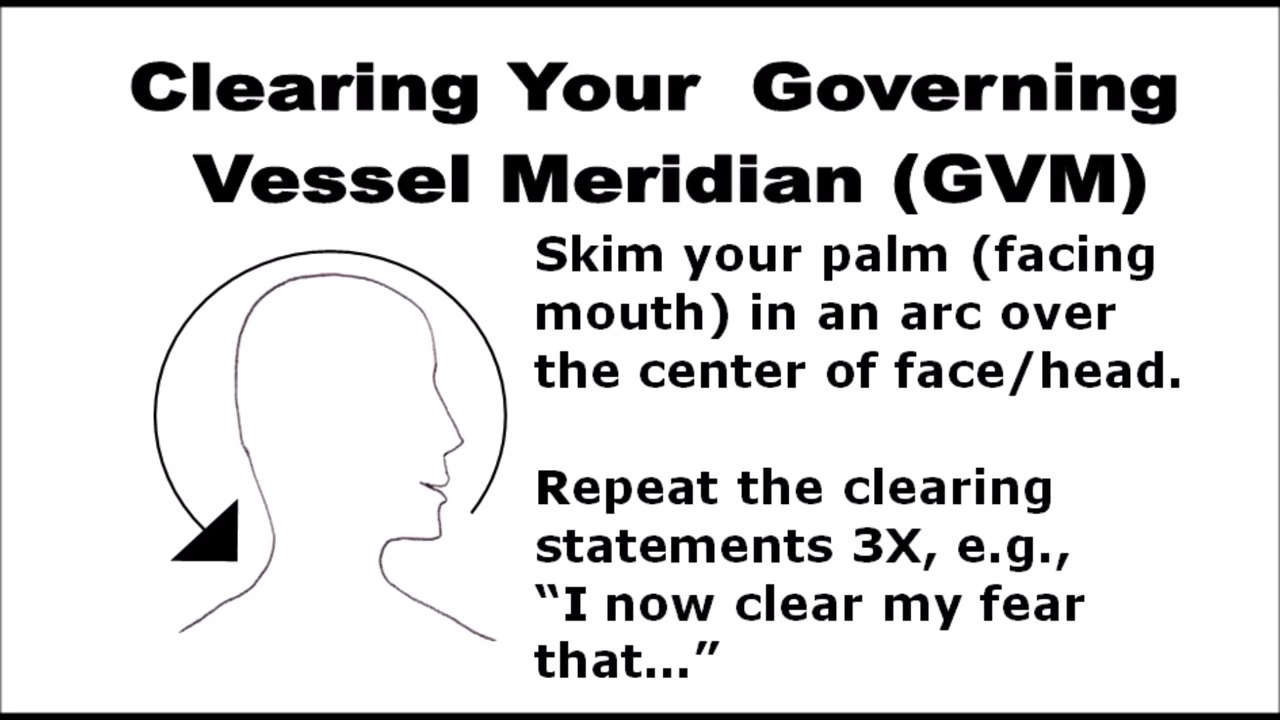 Clearing Your Governing
Vessel Meridian (GVM)
Skim your palm (facing
mouth) in an arc over
the center of face/head.
Repeat the clearing
statements 3X, e.g.,
“I now clear my fear
that...”